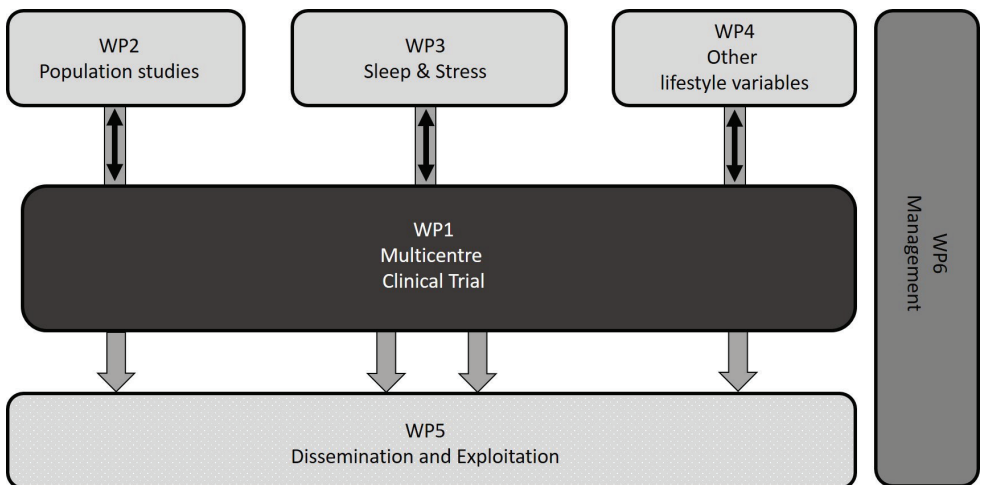 WP2
Population studies
WP3
Sleep & Stress
WP4
Other
lifestyle variables
WP1
Multicentre
Clinical Trial
WP5
Dissemination and Exploitation
WP6
Management